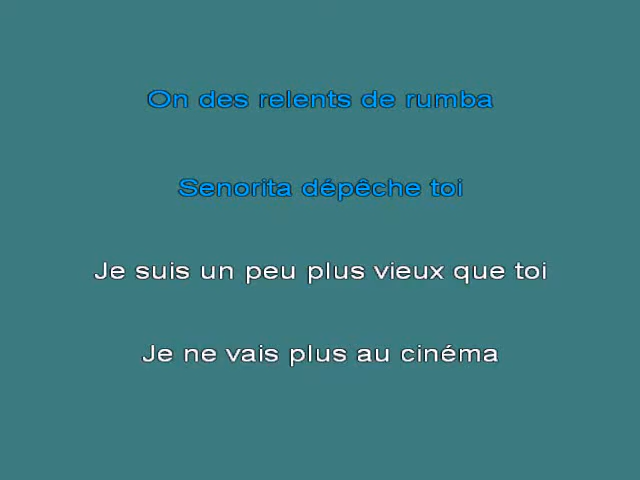 On des relents de rumba
Senorita dépêche toi
Je suis un peu plus vieux que toi
Je ne vais plus au cinéma